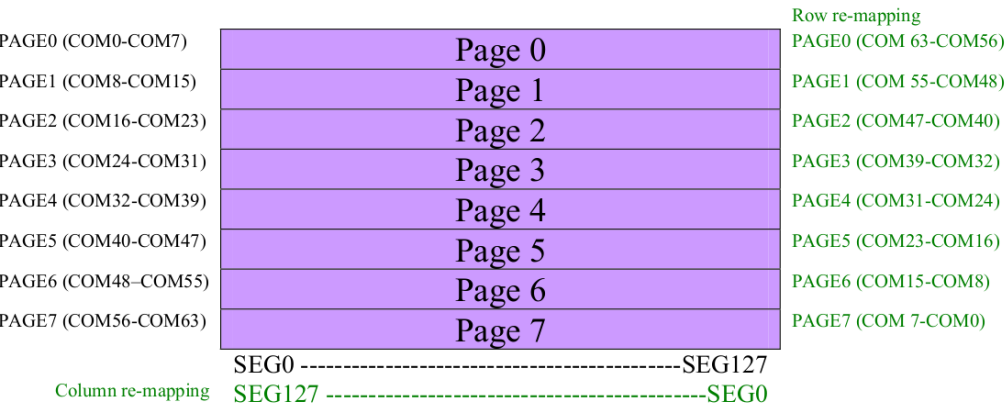 Row re-mapping
PAGE0 (COM0-COM7) Page 0 PAGE0 (COM 63-COM56)
PAGE1 (COM8-COM15) Page 1 PAGE1 (COM 55-COM48)
PAGE2 (COM16-COM23) Page 2 PAGE2 (COM47-COM40)
PAGE3 (COM24-COM31) Page 3 PAGE3 (COM39-COM32)
PAGE4 (COM32-COM39) Page 4 PAGE4 (COM31-COM24)
PAGE5 (COM40-COM47) Page 5 PAGE5 (COM23-COM16)
PAGE6 (COM48–COM55) Page 6 PAGE6 (COM15-COM8)
PAGE7 (COM56-COM63) Page 7 PAGE7 (COM 7-COM0)
SEG0 ---------------------------------------------SEG127
Column re-mapping SEG127 ---------------------------------------------SEG0